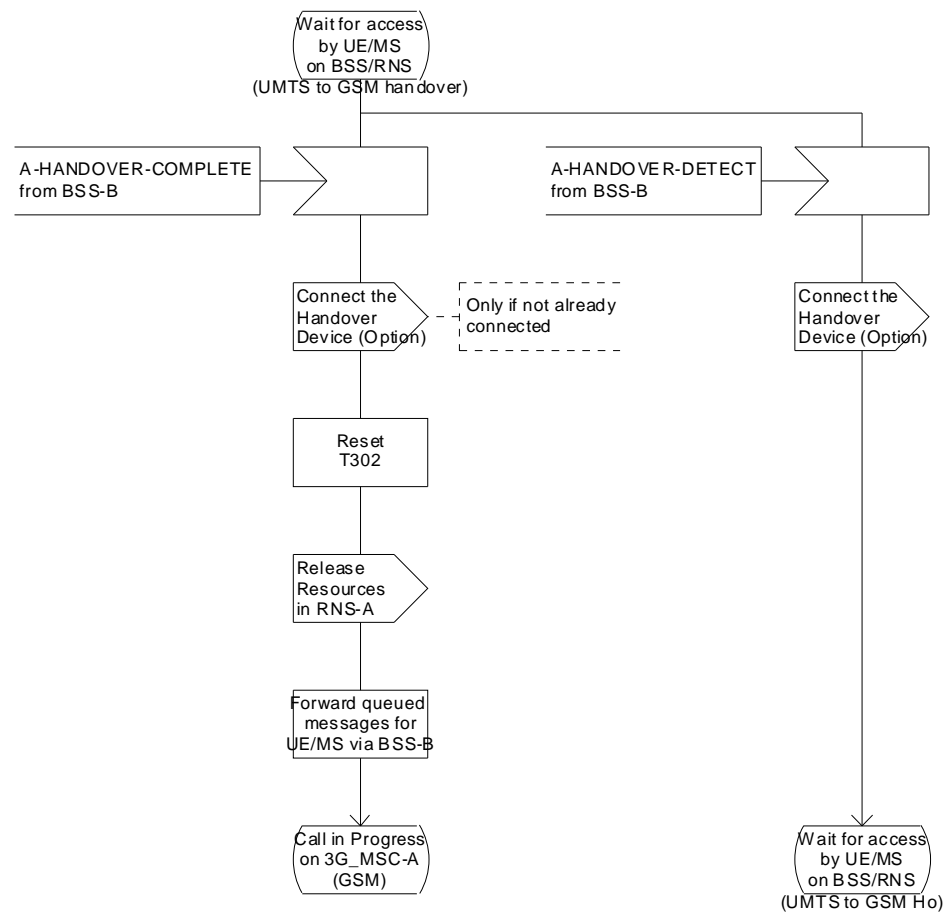 Wait for access
by UE/MS
on BSS/RNS
(UMTS to GSM handover)
A-HANDOVER-COMPLETE
from BSS-B
A-HANDOVER-DETECT
from BSS-B
Connect the
Handover
Device (Option)
Only if not already
connected
Connect the
Handover
Device (Option)
Reset
T302
Release
Resources
in RNS-A
Forward queued
messages for
UE/MS via BSS-B
Call in Progress
on 3G_MSC-A
(GSM)
Wait for access
by UE/MS
on BSS/RNS
(UMTS to GSM Ho)